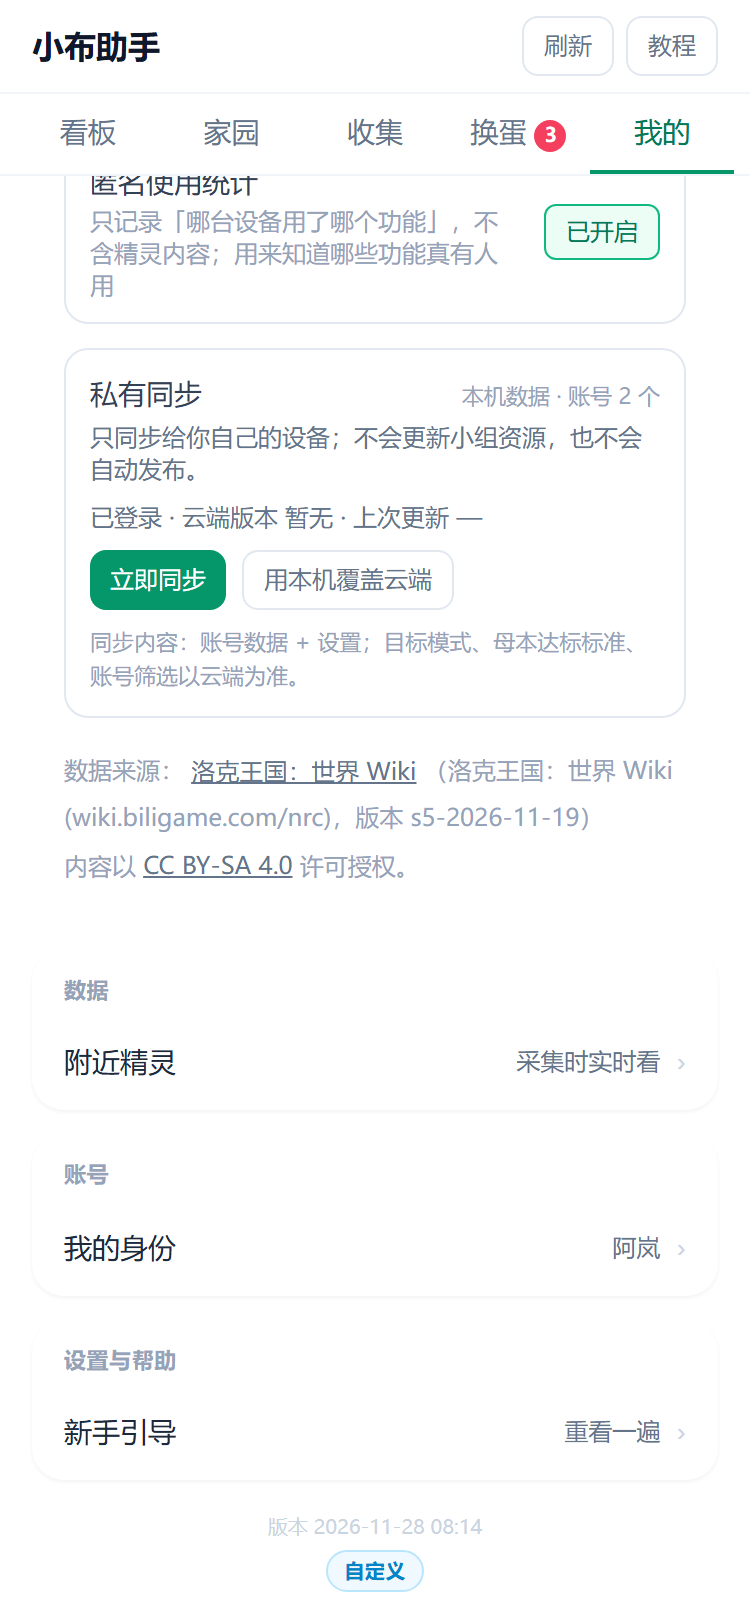 小布助手
刷新
教程
看板
家园
收集
换蛋 3
我的
匿名使用统计
只记录「哪台设备用了哪个功能」，不
含精灵内容；用来知道哪些功能真有人
用
已开启
私有同步
本机数据 · 账号 2 个
只同步给你自己的设备；不会更新小组资源，也不会
自动发布。
已登录 · 云端版本 暂无 · 上次更新 —
立即同步
用本机覆盖云端
同步内容：账号数据 + 设置；目标模式、母本达标标准、
账号筛选以云端为准。
数据来源： 洛克王国：世界 Wiki （洛克王国：世界 Wiki
(wiki.biligame.com/nrc)，版本 s5-2026-11-19）
内容以 CC BY-SA 4.0 许可授权。
数据
附近精灵
采集时实时看 ›
账号
我的身份
阿岚 ›
设置与帮助
新手引导
重看一遍 ›
版本 2026-11-28 08:14
自定义